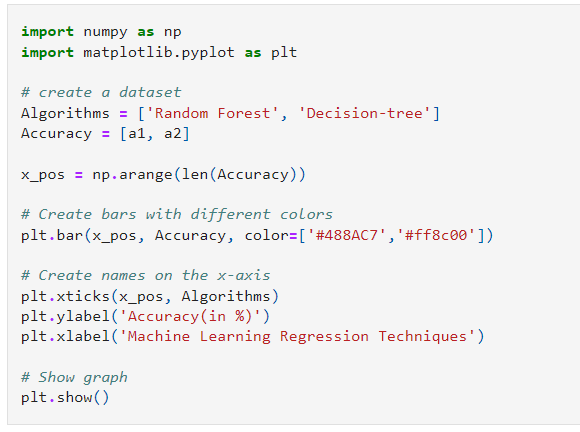 import numpy as np
import matplotlib.pyplot as plt
# create a dataset
Algorithms = ['Random Forest', 'Decision-tree']
Accuracy = [a1, a2]
x_pos = np.arange(len(Accuracy))
# Create bars with different colors
plt.bar(x_pos, Accuracy, color=['#488AC7','#ff8c00'])
# Create names on the x-axis
plt.xticks(x_pos, Algorithms)
plt.ylabel('Accuracy(in %)')
plt.xlabel('Machine Learning Regression Techniques')
# Show graph
plt.show()